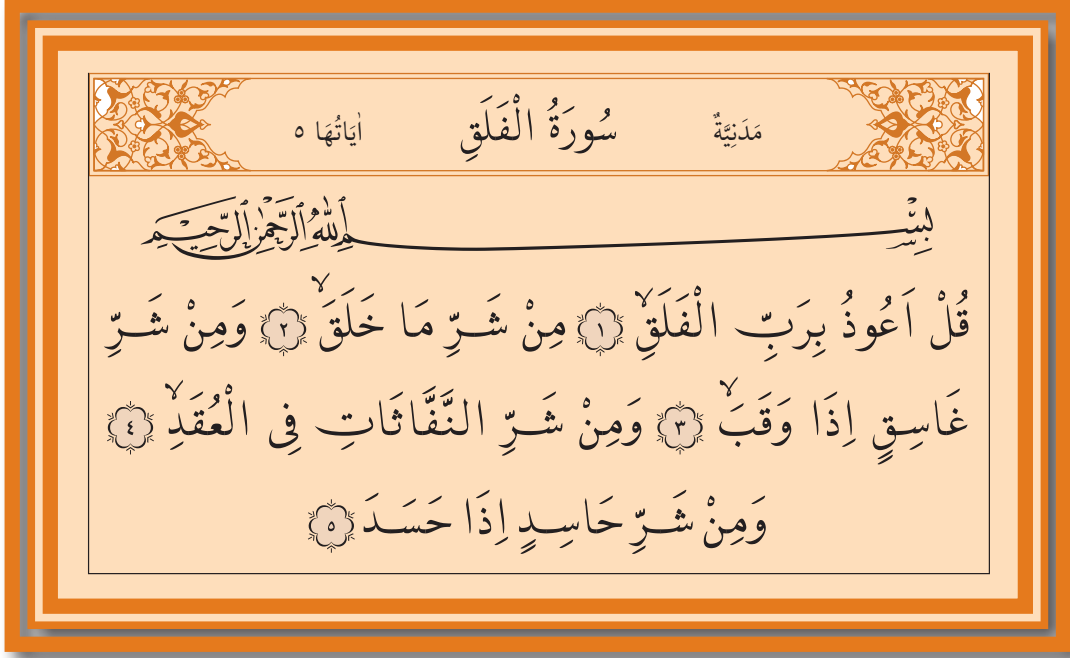 مَدَنِيَّةٌ سُورَةُ الْفَلَقِ اٰيَاتُهَا ٥
بِسْمِ اللّٰهِ الرَّحْمٰنِ الرَّحِيمِ
قُلْ اَعُوذُ بِرَبِّ الْفَلَقِۙ ﴿١﴾ مِنْ شَرِّ مَا خَلَقَۙ ﴿٢﴾ وَمِنْ شَرِّ
غَاسِقٍ اِذَا وَقَبَۙ ﴿٣﴾ وَمِنْ شَرِّ النَّفَّاثَاتِ فِى الْعُقَدِۙ ﴿٤﴾
وَمِنْ شَرِّ حَاسِدٍ اِذَا حَسَدَ ﴿٥﴾